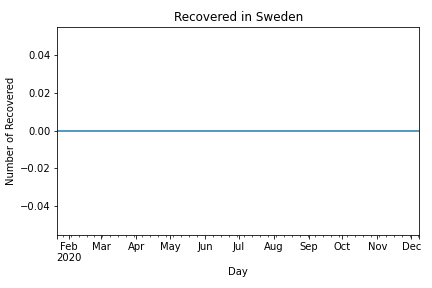 Recovered in Sweden
Number of Recovered
0.04
0.02
0.00
−0.02
−0.04
Feb Mar Apr May Jun Jul Aug Sep Oct Nov Dec
2020
Day